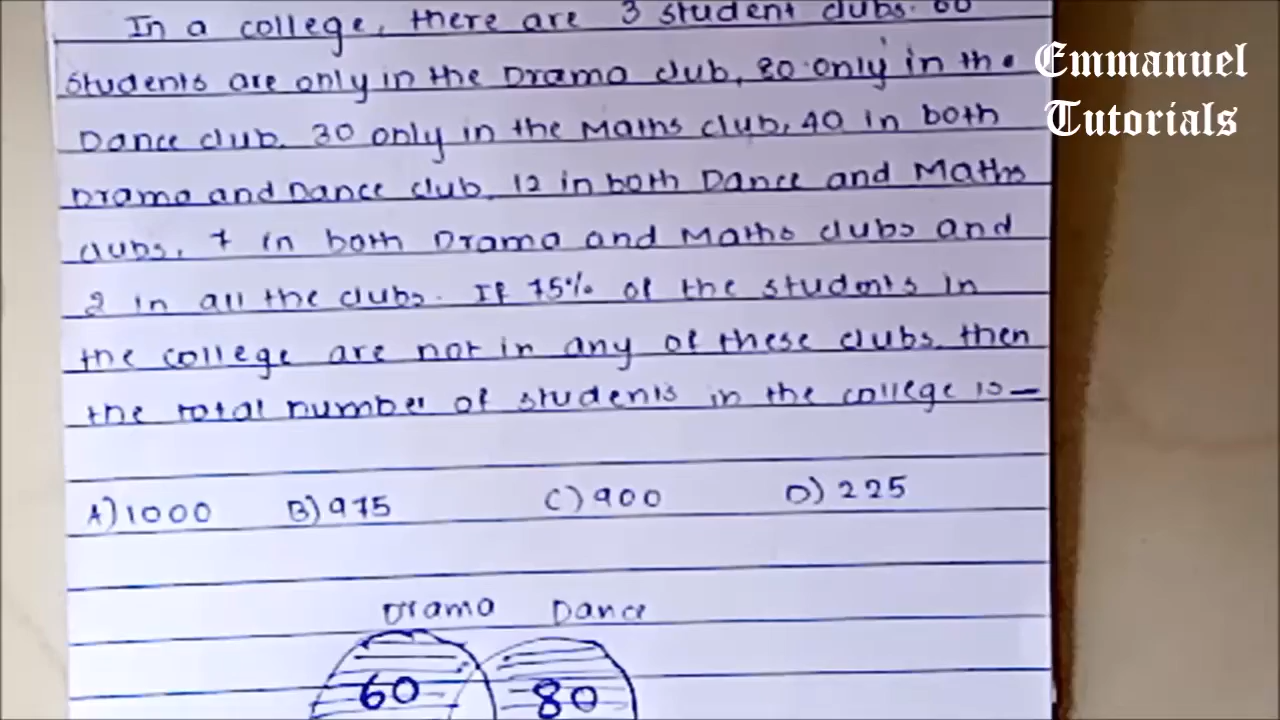 In a college, there are 3 student clubs. 60
students are only in the Drama club, 80 only in the
Dance club. 30 only in the Maths club, 40 in both
Drama and Dance club, 12 in both Dance and Maths
clubs, 7 in both Drama and Maths clubs and
2 in all the clubs. If 75% of the students in
the college are not in any of these clubs, then
the total number of students in the college is —
A) 1000 B) 975 C) 900 D) 225
Drama Dance
60 80
Emmanuel
Tutorials